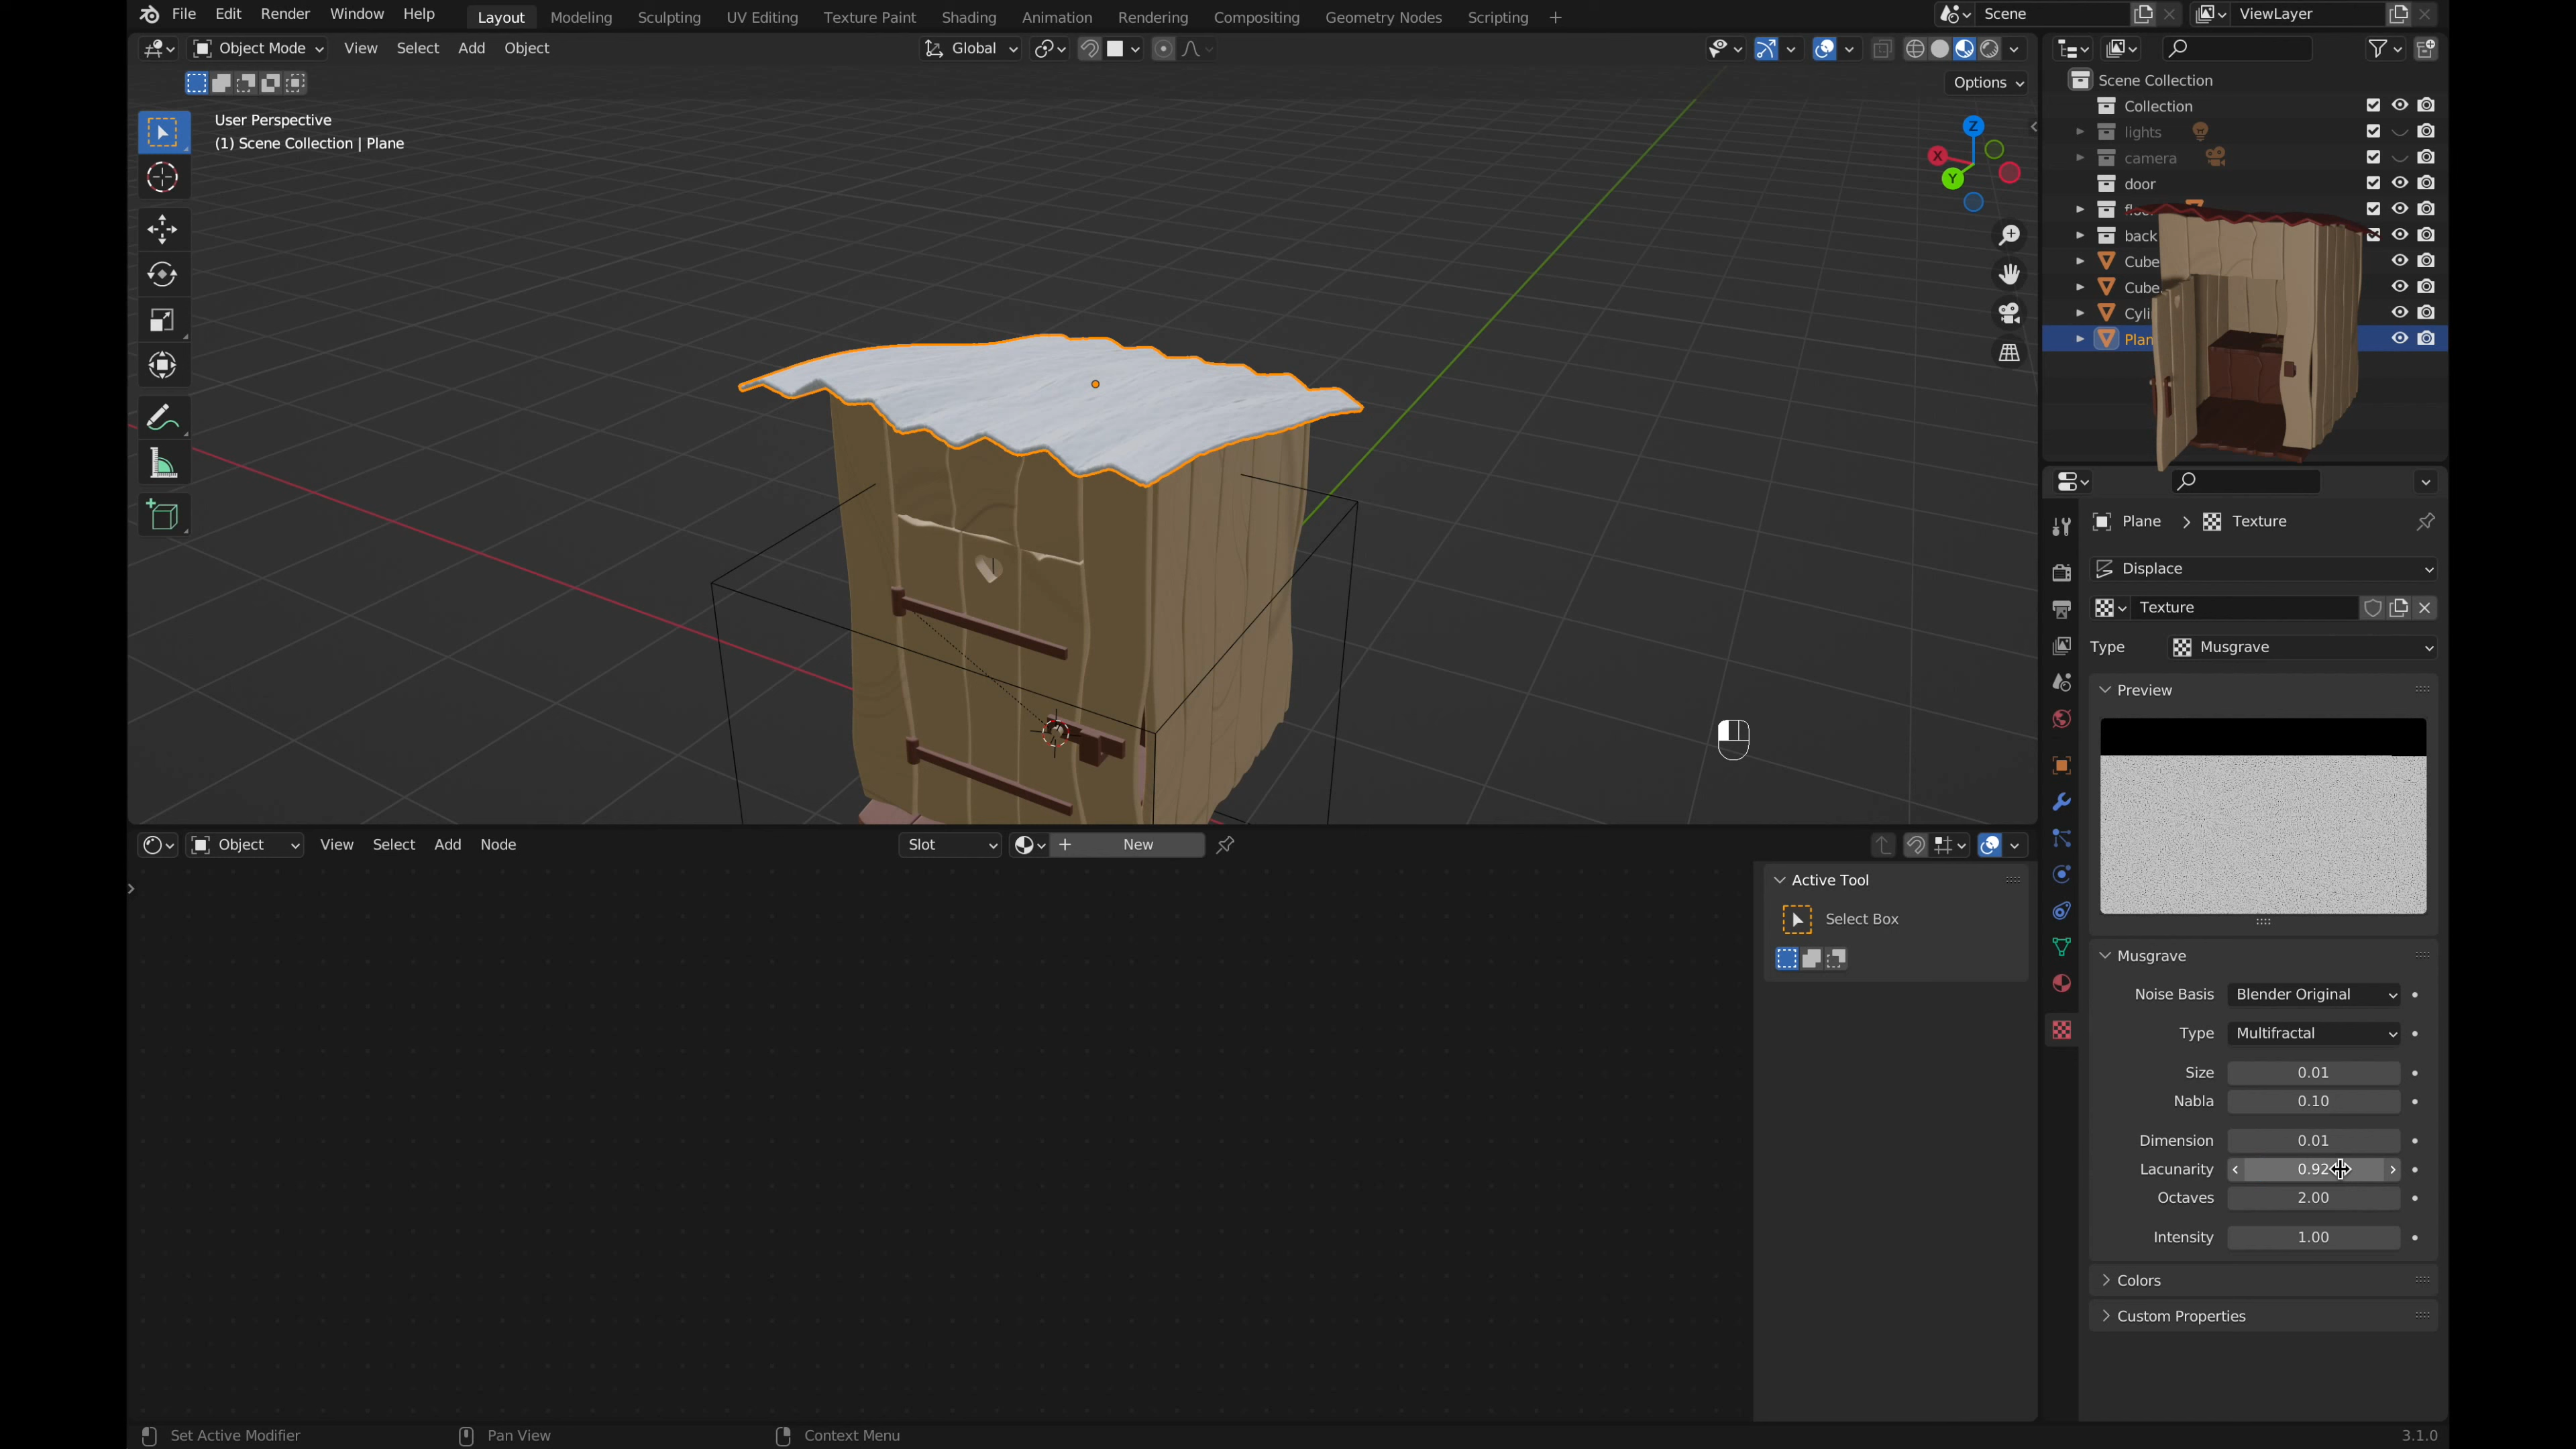 File Edit Render Window Help Layout Modeling Sculpting UV Editing Texture Paint Shading Animation Rendering Compositing Geometry Nodes Scripting Scene ViewLayer
Object Mode View Select Add Object Global
Options
User Perspective
(1) Scene Collection | Plane
X Y Z
Scene Collection
Collection
lights
camera
door
back
Cube
Cube
Cyli
Plan
Plane > Texture
Displace
Texture
Type Musgrave
Preview
Musgrave
Noise Basis Blender Original
Type Multifractal
Size 0.01
Nabla 0.10
Dimension 0.01
Lacunarity 0.92
Octaves 2.00
Intensity 1.00
Colors
Custom Properties
Object View Select Add Node Slot New
Active Tool
Select Box
Set Active Modifier Pan View Context Menu 3.1.0